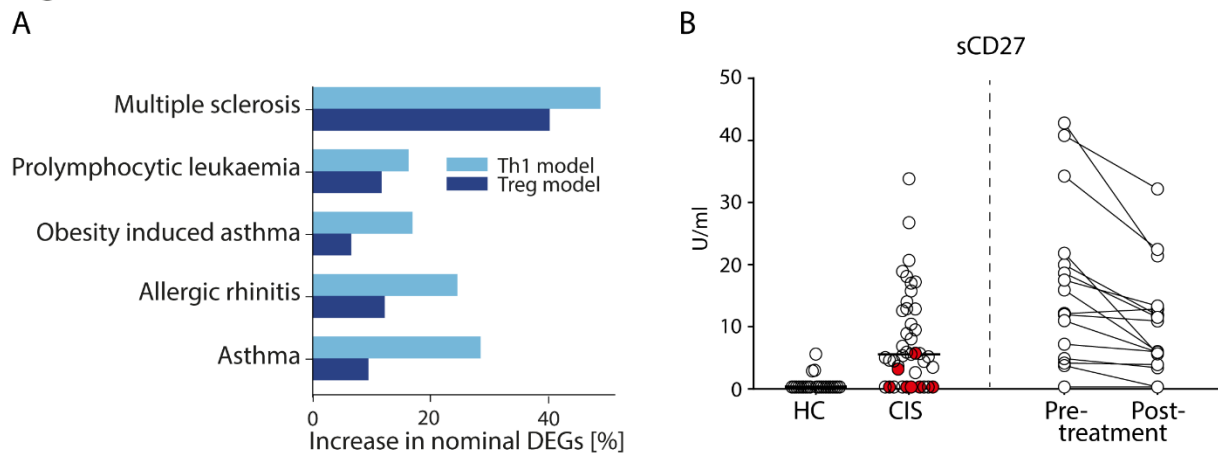 A
Multiple sclerosis
Prolymphocytic leukaemia
Obesity induced asthma
Allergic rhinitis
Asthma
Th1 model
Treg model
0
20
40
Increase in nominal DEGs [%]
B
sCD27
50
40
30
20
10
0
U/ml
HC
CIS
Pre- Post-
treatment